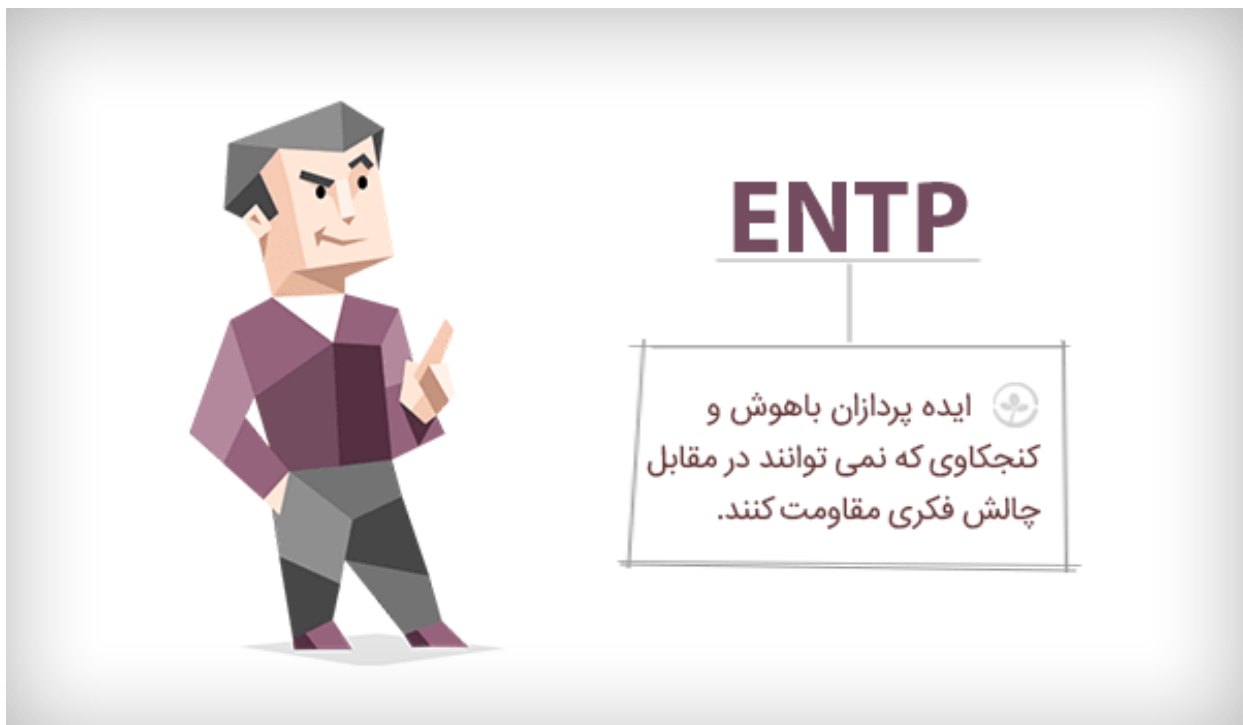 ENTP
ایده پردازان باهوش و
کنجکاوی که نمی توانند در مقابل
چالش فکری مقاومت کنند.